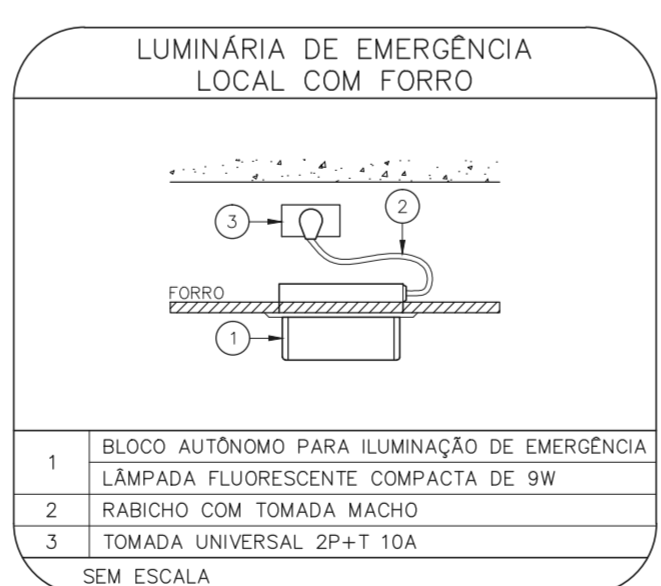 LUMINÁRIA DE EMERGÊNCIA
LOCAL COM FORRO
3
2
FORRO
1
1 BLOCO AUTÔNOMO PARA ILUMINAÇÃO DE EMERGÊNCIA
LÂMPADA FLUORESCENTE COMPACTA DE 9W
2 RABICHO COM TOMADA MACHO
3 TOMADA UNIVERSAL 2P+T 10A
SEM ESCALA